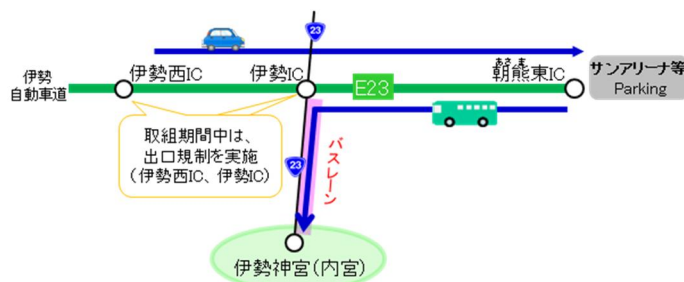 23
伊勢
自動車道
伊勢西IC
伊勢IC
E23
朝熊東IC
サンアリーナ等
Parking
取組期間中は、
出口規制を実施
(伊勢西IC、伊勢IC)
23
バスレーン
伊勢神宮(内宮)